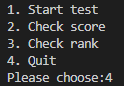 1. Start test
2. Check score
3. Check rank
4. Quit
Please choose:4